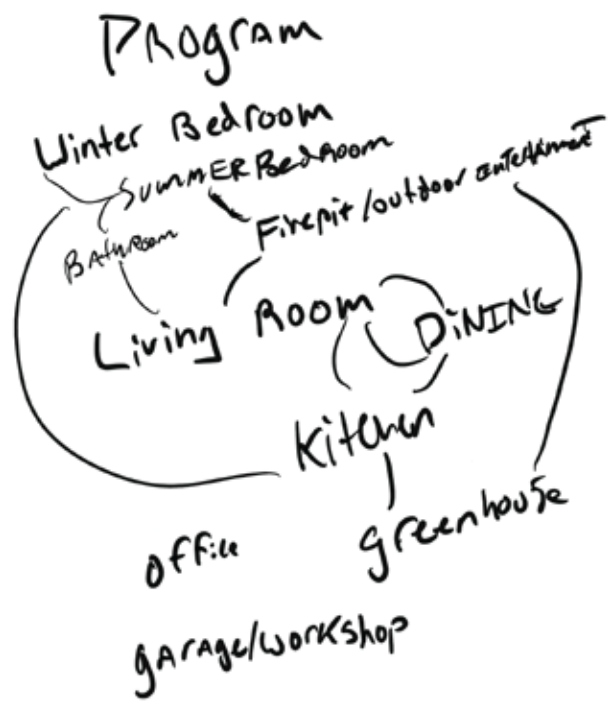 Program
Winter Bedroom
SUMMER Bedroom
Firepit/outdoor entertainment
BAthRoom
Living Room
DiNING
Kitchen
greenhouse
office
gArage/workshop